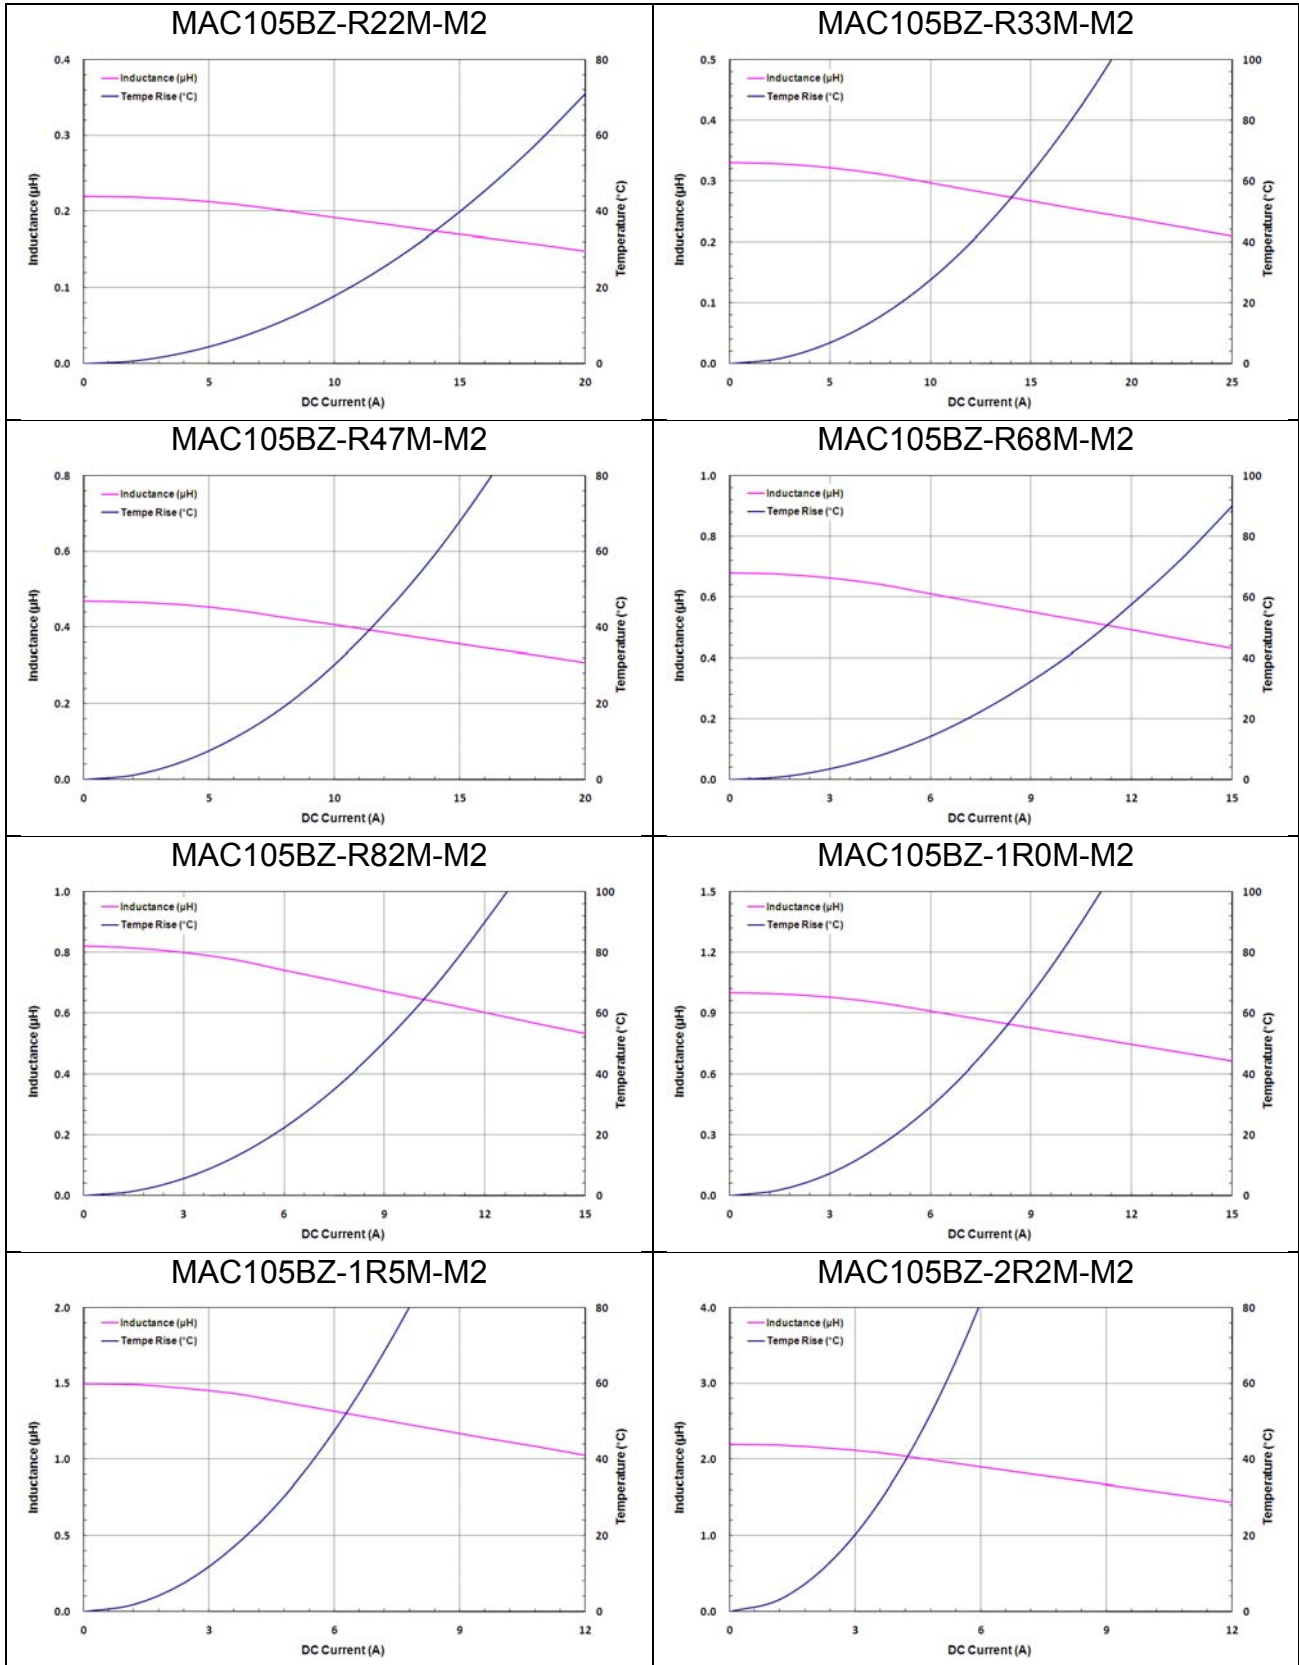 MAC105BZ-R22M-M2
Inductance (µH)
Tempe Rise (°C)
0.4
0.3
0.2
0.1
0.0
80
60
40
20
0
0 5 10 15 20
Inductance (µH)
Temperature (°C)
DC Current (A)
MAC105BZ-R33M-M2
Inductance (µH)
Tempe Rise (°C)
0.5
0.4
0.3
0.2
0.1
0.0
100
80
60
40
20
0
0 5 10 15 20 25
Inductance (µH)
Temperature (°C)
DC Current (A)
MAC105BZ-R47M-M2
Inductance (µH)
Tempe Rise (°C)
0.8
0.6
0.4
0.2
0.0
80
60
40
20
0
0 5 10 15 20
Inductance (µH)
Temperature (°C)
DC Current (A)
MAC105BZ-R68M-M2
Inductance (µH)
Tempe Rise (°C)
1.0
0.8
0.6
0.4
0.2
0.0
100
80
60
40
20
0
0 3 6 9 12 15
Inductance (µH)
Temperature (°C)
DC Current (A)
MAC105BZ-R82M-M2
Inductance (µH)
Tempe Rise (°C)
1.0
0.8
0.6
0.4
0.2
0.0
100
80
60
40
20
0
0 3 6 9 12 15
Inductance (µH)
Temperature (°C)
DC Current (A)
MAC105BZ-1R0M-M2
Inductance (µH)
Tempe Rise (°C)
1.5
1.2
0.9
0.6
0.3
0.0
100
80
60
40
20
0
0 3 6 9 12 15
Inductance (µH)
Temperature (°C)
DC Current (A)
MAC105BZ-1R5M-M2
Inductance (µH)
Tempe Rise (°C)
2.0
1.5
1.0
0.5
0.0
80
60
40
20
0
0 3 6 9 12
Inductance (µH)
Temperature (°C)
DC Current (A)
MAC105BZ-2R2M-M2
Inductance (µH)
Tempe Rise (°C)
4.0
3.0
2.0
1.0
0.0
80
60
40
20
0
0 3 6 9 12
Inductance (µH)
Temperature (°C)
DC Current (A)